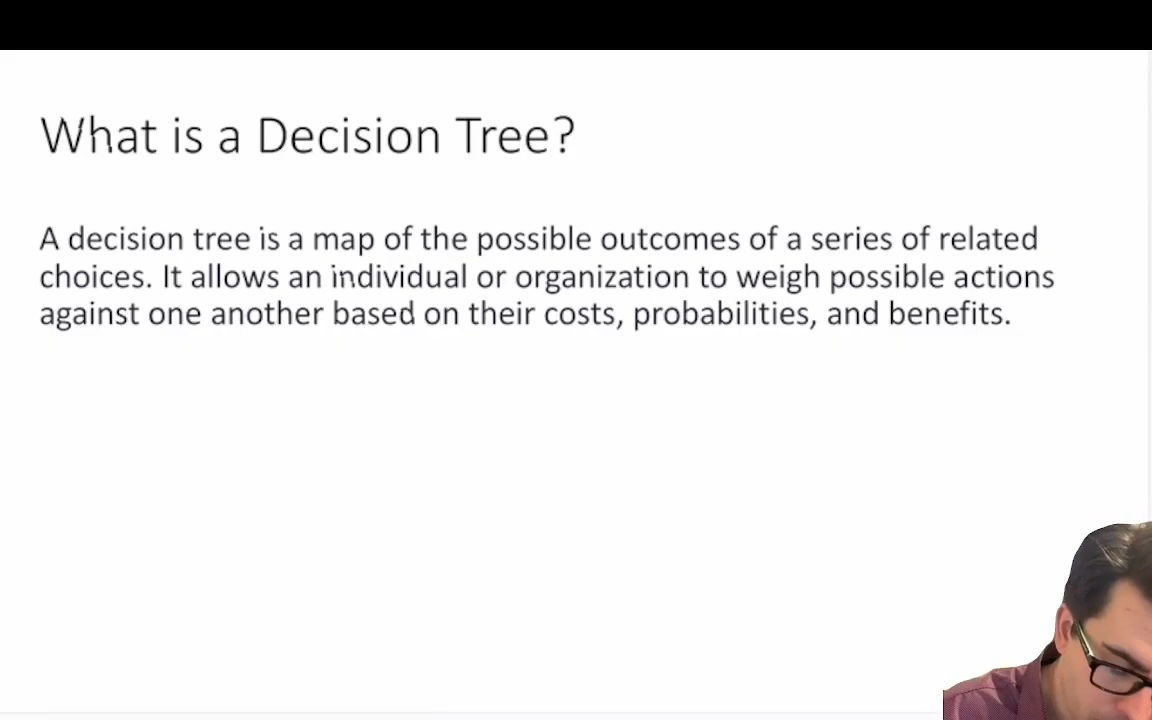 What is a Decision Tree?
A decision tree is a map of the possible outcomes of a series of related
choices. It allows an individual or organization to weigh possible actions
against one another based on their costs, probabilities, and benefits.